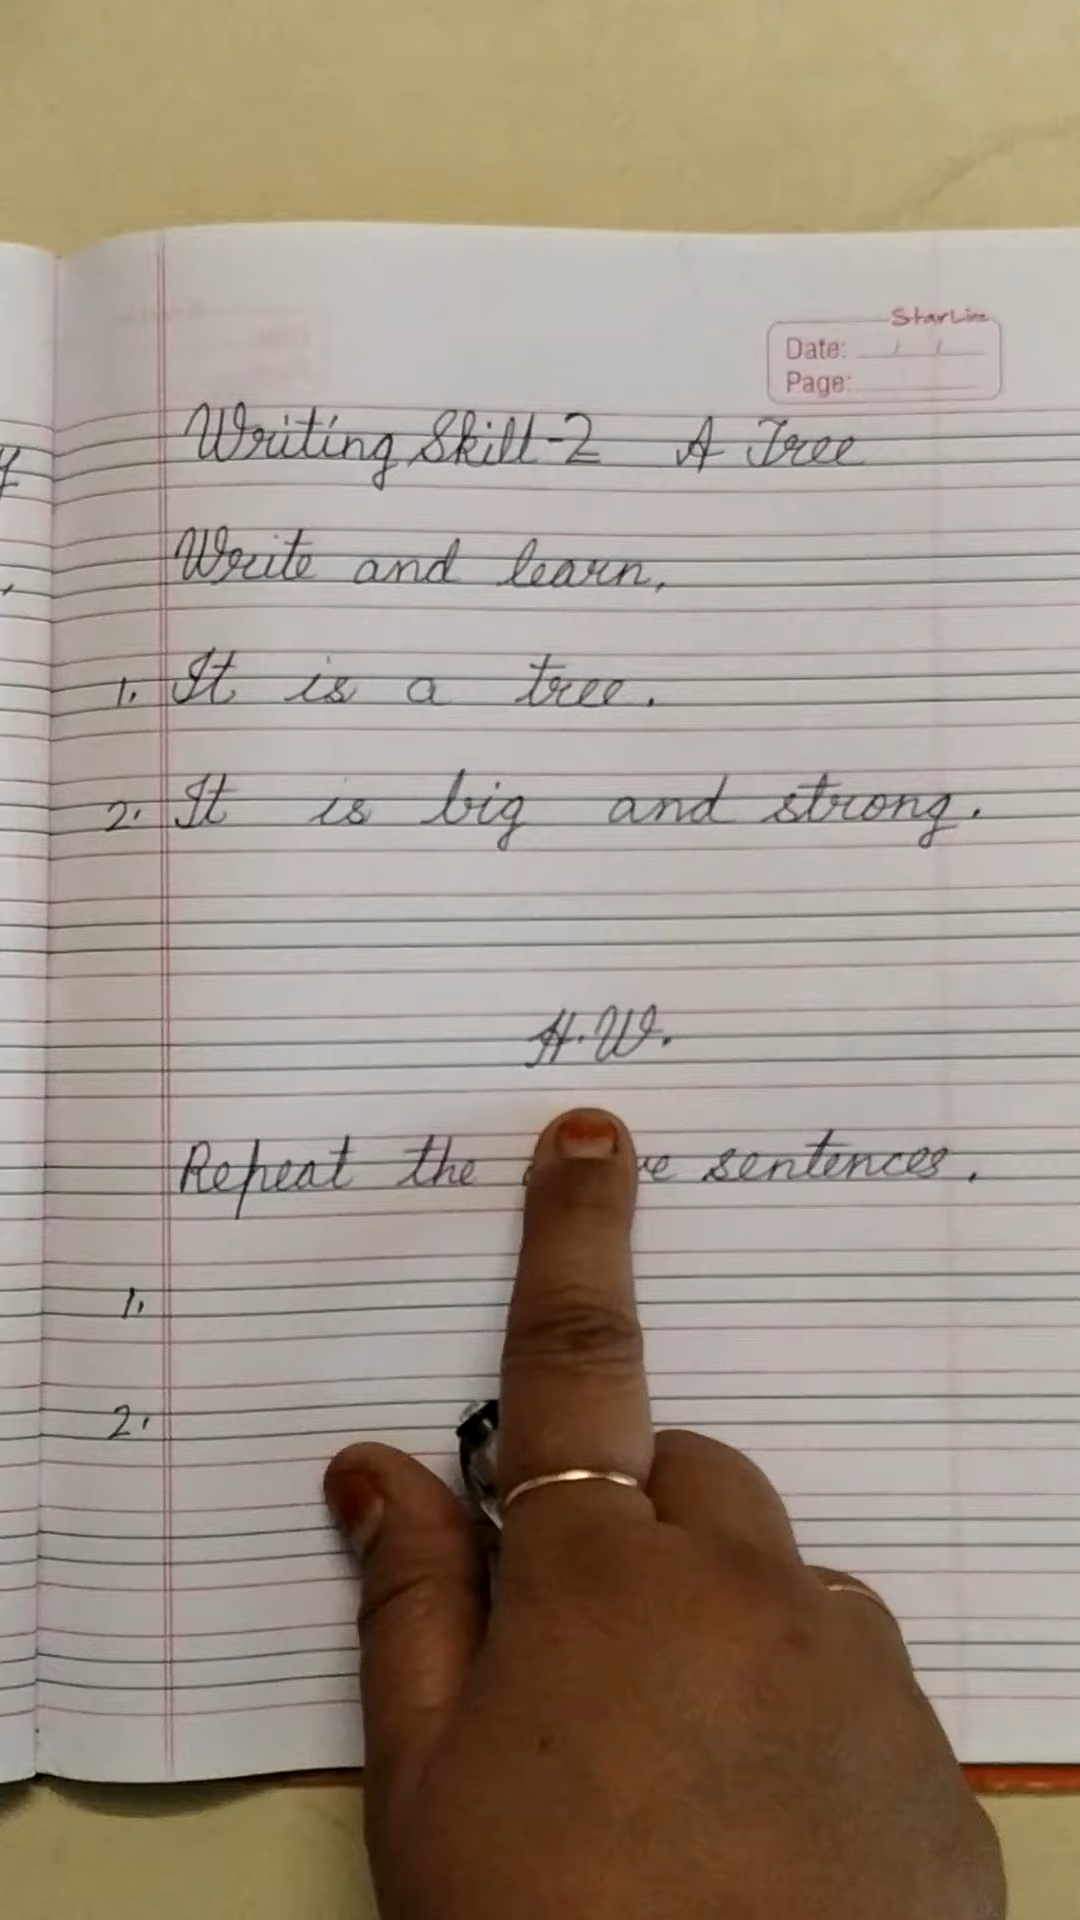 StarLine
Date:
Page:
Writing Skill-2 A Tree
Write and learn.
1. It is a tree.
2. It is big and strong.
H.W.
Repeat the sentences.
1.
2.